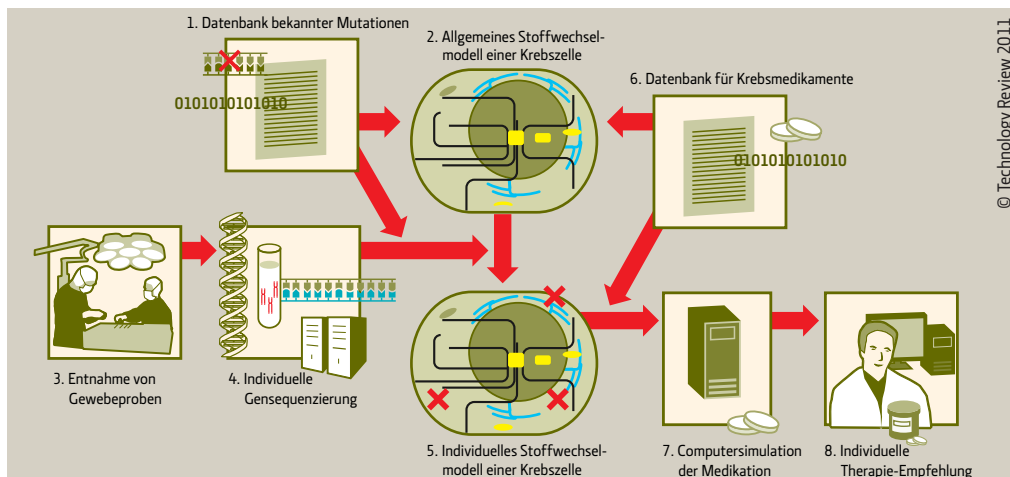 1. Datenbank bekannter Mutationen
0101010101010
2. Allgemeines Stoffwechsel-
modell einer Krebszelle
6. Datenbank für Krebsmedikamente
0101010101010
© Technology Review 2011
3. Entnahme von
Gewebeproben
4. Individuelle
Gensequenzierung
5. Individuelles Stoffwechsel-
modell einer Krebszelle
7. Computersimulation
der Medikation
8. Individuelle
Therapie-Empfehlung